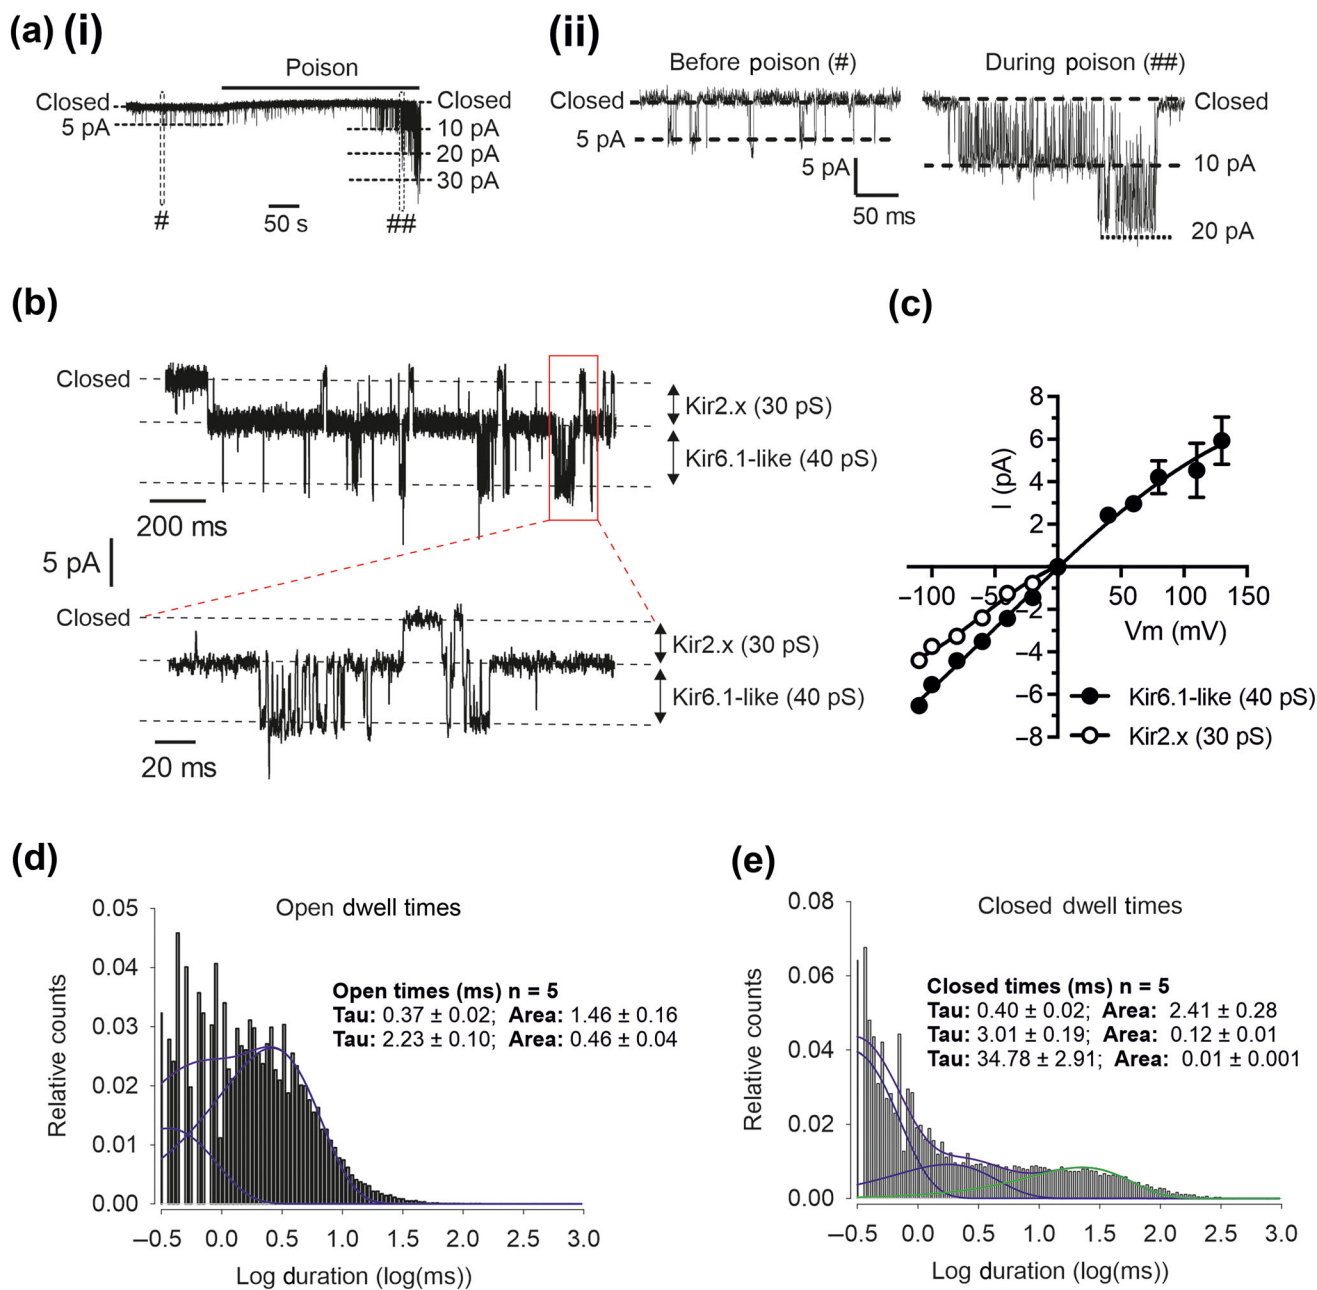 (a) (i)
Poison
Closed
5 pA
Closed
10 pA
20 pA
30 pA
#
50 s
##
(ii)
Before poison (#)
During poison (##)
Closed
5 pA
5 pA
50 ms
Closed
10 pA
20 pA
(b)
Closed
Kir2.x (30 pS)
Kir6.1-like (40 pS)
200 ms
5 pA
Closed
Kir2.x (30 pS)
Kir6.1-like (40 pS)
20 ms
(c)
I (pA)
8
6
4
2
−100
−50
50
100
150
Vm (mV)
−2
−4
−6
−8
Kir6.1-like (40 pS)
Kir2.x (30 pS)
(d)
Open dwell times
Relative counts
0.05
0.04
0.03
0.02
0.01
0.00
Open times (ms) n = 5
Tau: 0.37 ± 0.02; Area: 1.46 ± 0.16
Tau: 2.23 ± 0.10; Area: 0.46 ± 0.04
−0.5 0.0 0.5 1.0 1.5 2.0 2.5 3.0
Log duration (log(ms))
(e)
Closed dwell times
Relative counts
0.08
0.06
0.04
0.02
0.00
Closed times (ms) n = 5
Tau: 0.40 ± 0.02; Area: 2.41 ± 0.28
Tau: 3.01 ± 0.19; Area: 0.12 ± 0.01
Tau: 34.78 ± 2.91; Area: 0.01 ± 0.001
−0.5 0.0 0.5 1.0 1.5 2.0 2.5 3.0
Log duration (log(ms))